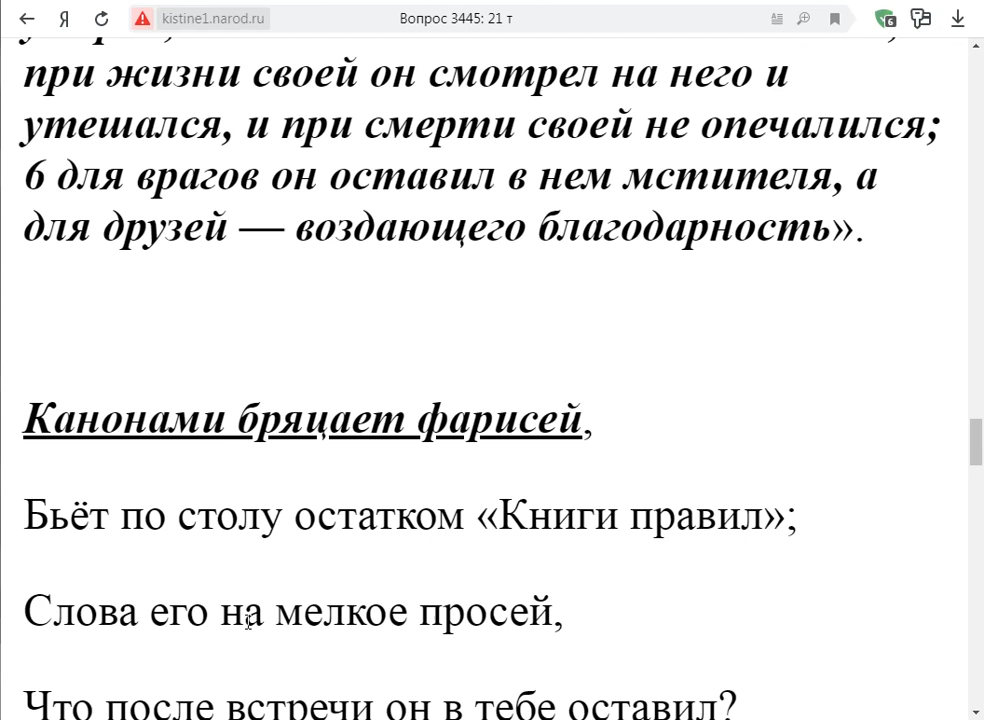 kistine1.narod.ru
Вопрос 3445: 21 т
6
при жизни своей он смотрел на него и
утешался, и при смерти своей не опечалился;
6 для врагов он оставил в нем мстителя, а
для друзей — воздающего благодарность».
Канонами бряцает фарисей,
Бьёт по столу остатком «Книги правил»;
Слова его на мелкое просей,
Что после встречи он в тебе оставил?